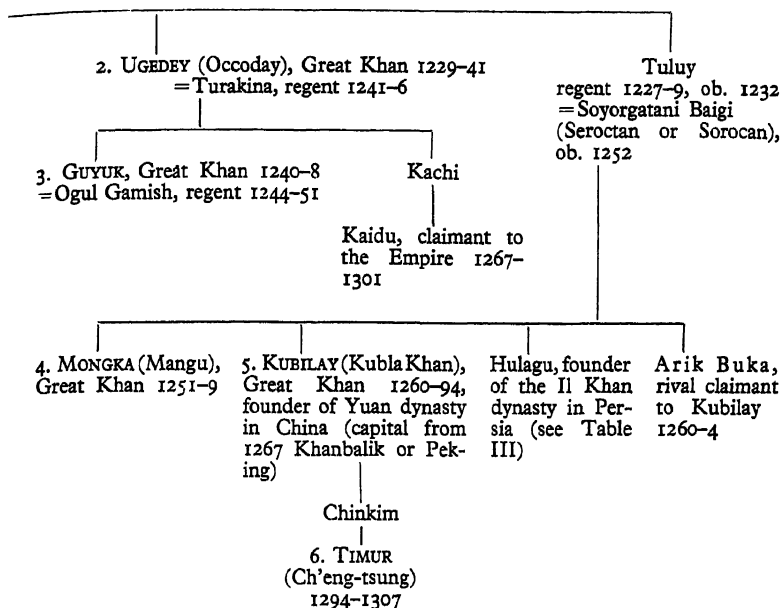 2. UGEDEY (Occoday), Great Khan 1229–41
=Turakina, regent 1241–6
Tuluy
regent 1227–9, ob. 1232
=Soyorgatani Baigi
(Seroctan or Sorocan),
ob. 1252
3. GUYUK, Great Khan 1240–8
=Ogul Gamish, regent 1244–51
Kachi
Kaidu, claimant to
the Empire 1267–
1301
4. MONGKA (Mangu),
Great Khan 1251–9
5. KUBILAY (Kubla Khan),
Great Khan 1260–94,
founder of Yuan dynasty
in China (capital from
1267 Khanbalik or Pek-
ing)
Hulagu, founder
of the Il Khan
dynasty in Per-
sia (see Table
III)
Arik Buka,
rival claimant
to Kubilay
1260–4
Chinkim
6. TIMUR
(Ch'eng-tsung)
1294–1307